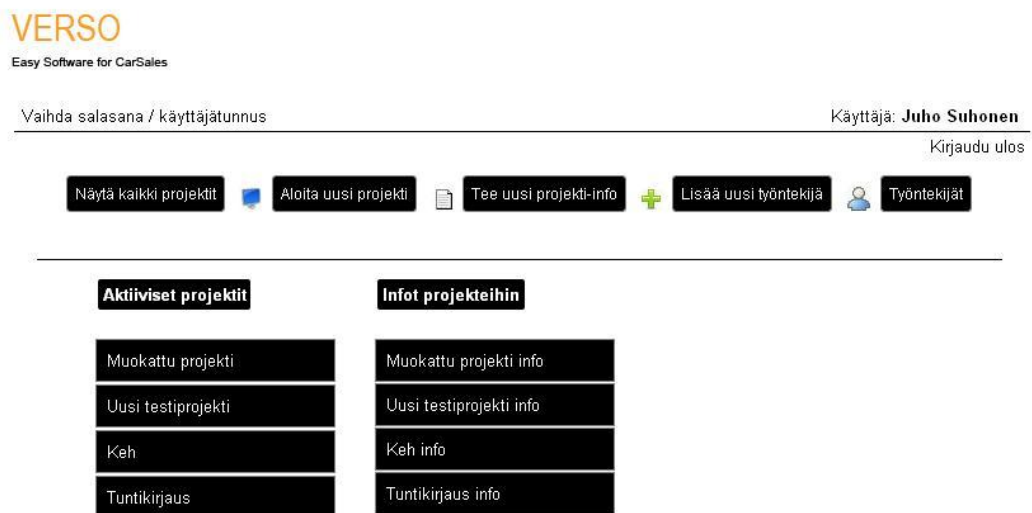 VERSO
Easy Software for CarSales
Vaihda salasana / käyttäjätunnus
Käyttäjä: Juho Suhonen
Kirjaudu ulos
Näytä kaikki projektit Aloita uusi projekti Tee uusi projekti-info Lisää uusi työntekijä Työntekijät
Aktiiviset projektit Infot projekteihin
Muokattu projekti Muokattu projekti info
Uusi testiprojekti Uusi testiprojekti info
Keh Keh info
Tuntikirjaus Tuntikirjaus info